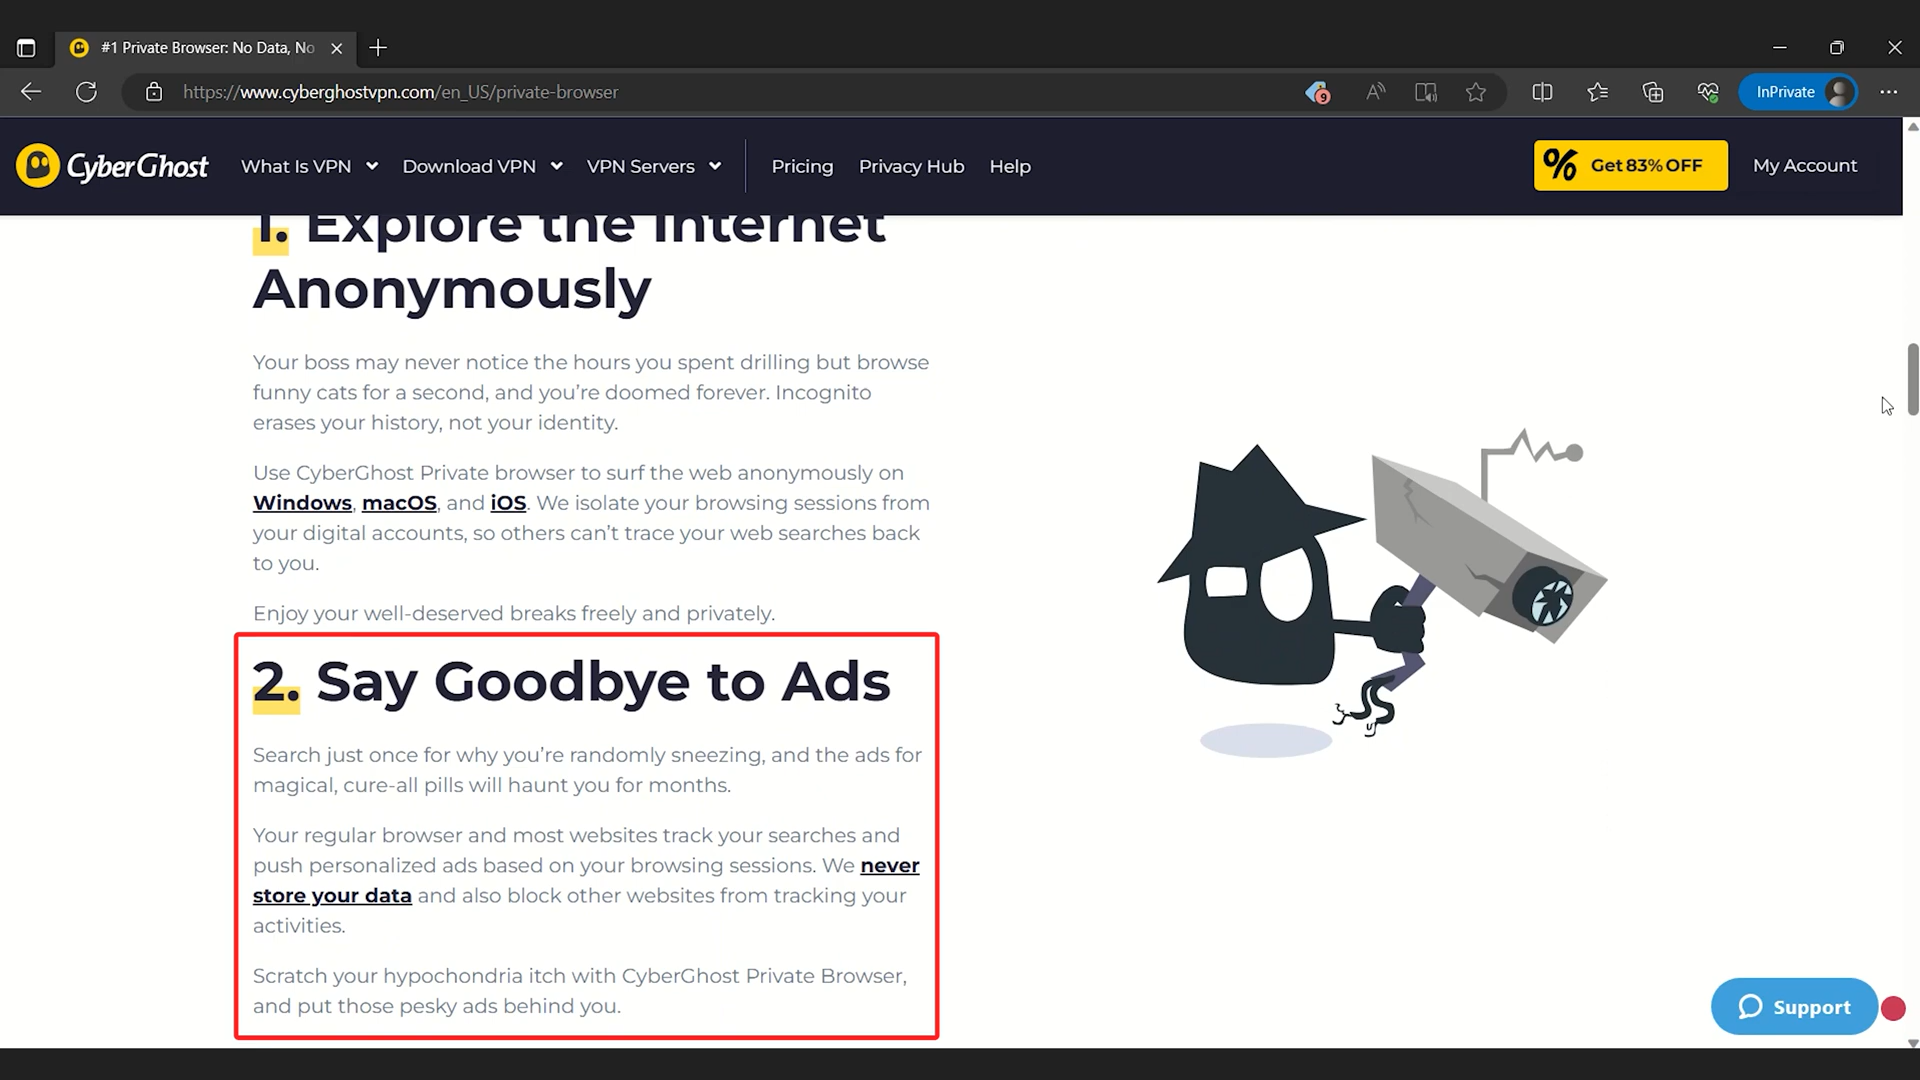 #1 Private Browser: No Data, No
https://www.cyberghostvpn.com/en_US/private-browser
9
InPrivate
CyberGhost
What Is VPN
Download VPN
VPN Servers
Pricing
Privacy Hub
Help
% Get 83% OFF
My Account
1. Explore the Internet
Anonymously
Your boss may never notice the hours you spent drilling but browse
funny cats for a second, and you’re doomed forever. Incognito
erases your history, not your identity.
Use CyberGhost Private browser to surf the web anonymously on
Windows, macOS, and iOS. We isolate your browsing sessions from
your digital accounts, so others can’t trace your web searches back
to you.
Enjoy your well-deserved breaks freely and privately.
2. Say Goodbye to Ads
Search just once for why you’re randomly sneezing, and the ads for
magical, cure-all pills will haunt you for months.
Your regular browser and most websites track your searches and
push personalized ads based on your browsing sessions. We never
store your data and also block other websites from tracking your
activities.
Scratch your hypochondria itch with CyberGhost Private Browser,
and put those pesky ads behind you.
Support